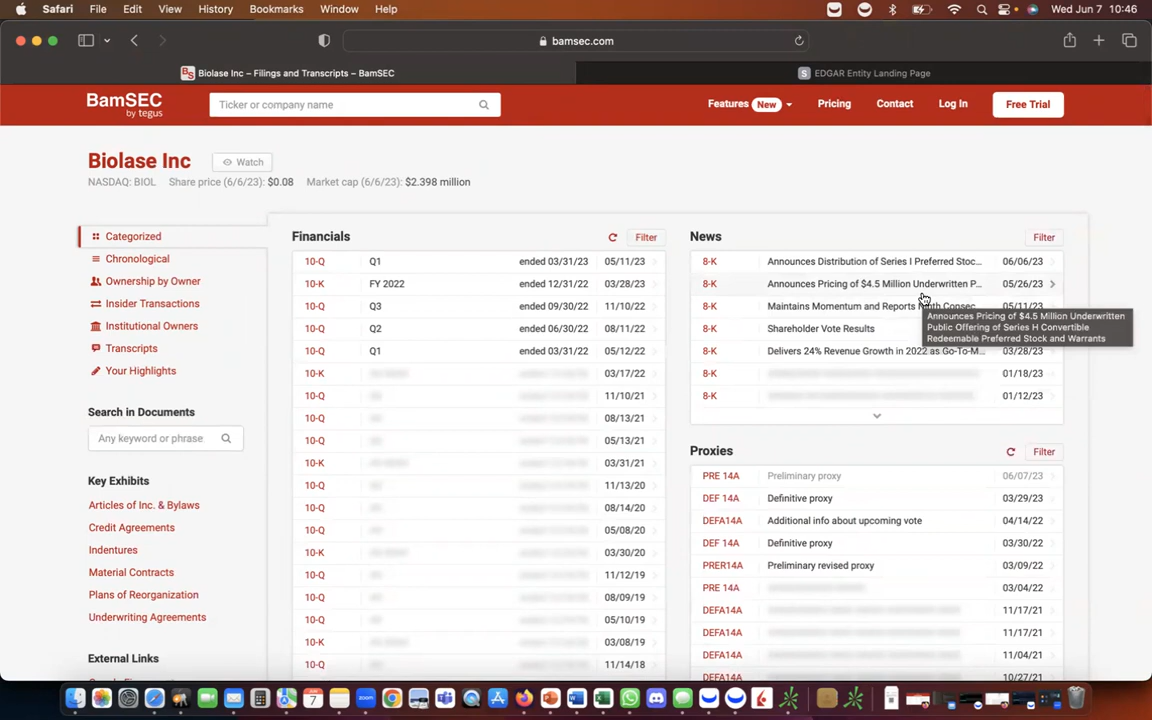 Safari File Edit View History Bookmarks Window Help Wed Jun 7 10:46
bamsec.com
Biolase Inc – Filings and Transcripts – BamSEC
EDGAR Entity Landing Page
BamSEC
by tegus
Ticker or company name
Features New Pricing Contact Log In Free Trial
Biolase Inc Watch
NASDAQ: BIOL Share price (6/6/23): $0.08 Market cap (6/6/23): $2.398 million
Categorized
Chronological
Ownership by Owner
Insider Transactions
Institutional Owners
Transcripts
Your Highlights
Search in Documents
Any keyword or phrase
Key Exhibits
Articles of Inc. & Bylaws
Credit Agreements
Indentures
Material Contracts
Plans of Reorganization
Underwriting Agreements
External Links
Financials Filter
10-Q Q1 ended 03/31/23 05/11/23
10-K FY 2022 ended 12/31/22 03/28/23
10-Q Q3 ended 09/30/22 11/10/22
10-Q Q2 ended 06/30/22 08/11/22
10-Q Q1 ended 03/31/22 05/12/22
10-K 03/17/22
10-Q 11/10/21
10-Q 08/13/21
10-Q 05/13/21
10-K 03/31/21
10-Q 11/13/20
10-Q 08/14/20
10-Q 05/08/20
10-K 03/30/20
10-Q 11/12/19
10-Q 08/09/19
10-Q 05/10/19
10-K 03/08/19
10-Q 11/14/18
News Filter
8-K Announces Distribution of Series I Preferred Stoc... 06/06/23
8-K Announces Pricing of $4.5 Million Underwritten P... 05/26/23
8-K Maintains Momentum and Reports Ninth Consec... 05/11/23
8-K Shareholder Vote Results
8-K Delivers 24% Revenue Growth in 2022 as Go-To-M... 03/28/23
8-K 01/18/23
8-K 01/12/23
Announces Pricing of $4.5 Million Underwritten
Public Offering of Series H Convertible
Redeemable Preferred Stock and Warrants
Proxies Filter
PRE 14A Preliminary proxy 06/07/23
DEF 14A Definitive proxy 03/29/23
DEFA14A Additional info about upcoming vote 04/14/22
DEF 14A Definitive proxy 03/30/22
PRER14A Preliminary revised proxy 03/09/22
PRE 14A 03/04/22
DEFA14A 11/17/21
DEFA14A 11/17/21
DEFA14A 11/04/21
DEFA14A 10/27/21